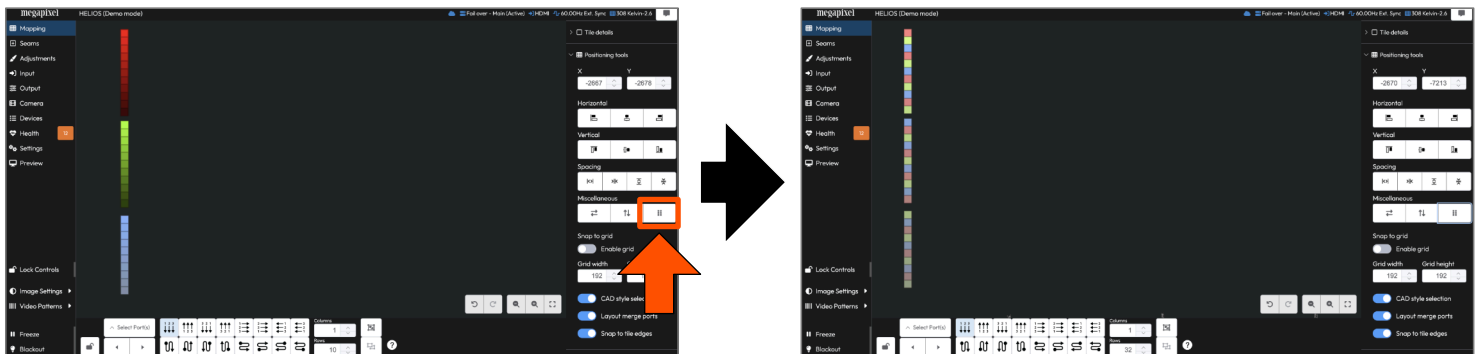 megapixel HELIOS (Demo mode) Failover - Main (Active) HDMI 60.00Hz Ext. Sync 308 Kelvin-2.6
Mapping
Seams
Adjustments
Input
Output
Camera
Devices
Health
Settings
Preview
Lock Controls
Image Settings
Video Patterns
Freeze
Blackout
Tile details
Positioning tools
X Y
-2667 -2678
Horizontal
Vertical
Spacing
Miscellaneous
Snap to grid
Enable grid
Grid width
192
CAD style selec
Layout merge ports
Snap to tile edges
Select Port(s)
Columns
1
Rows
10
megapixel HELIOS (Demo mode) Failover - Main (Active) HDMI 60.00Hz Ext. Sync 308 Kelvin-2.6
Mapping
Seams
Adjustments
Input
Output
Camera
Devices
Health
Settings
Preview
Lock Controls
Image Settings
Video Patterns
Freeze
Blackout
Tile details
Positioning tools
X Y
-2670 -7213
Horizontal
Vertical
Spacing
Miscellaneous
Snap to grid
Enable grid
Grid width Grid height
192 192
CAD style selection
Layout merge ports
Snap to tile edges
Select Port(s)
Columns
1
Rows
32